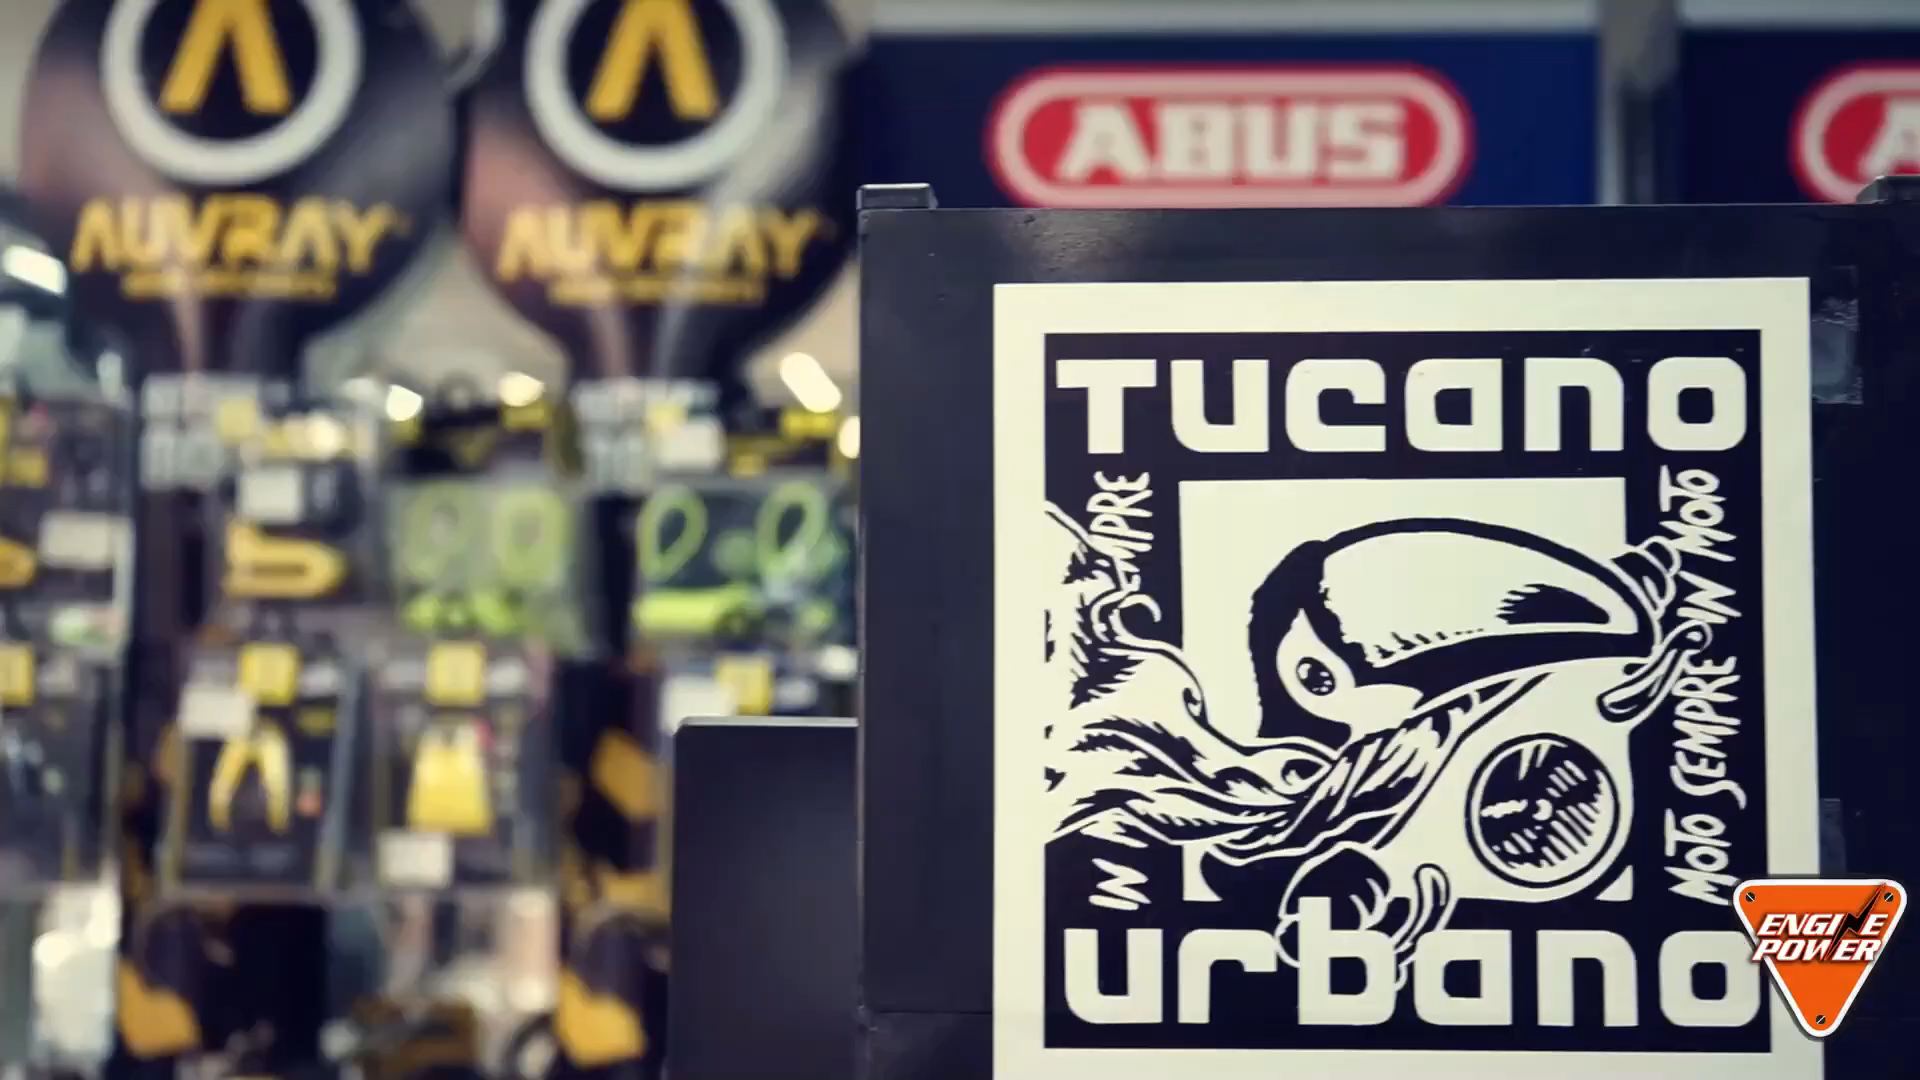 AUVRAY
AUVRAY
ABUS
A
TUCANO
urbano
IN SEMPRE
MOTO SEMPRE IN MOTO
ENGINE
POWER